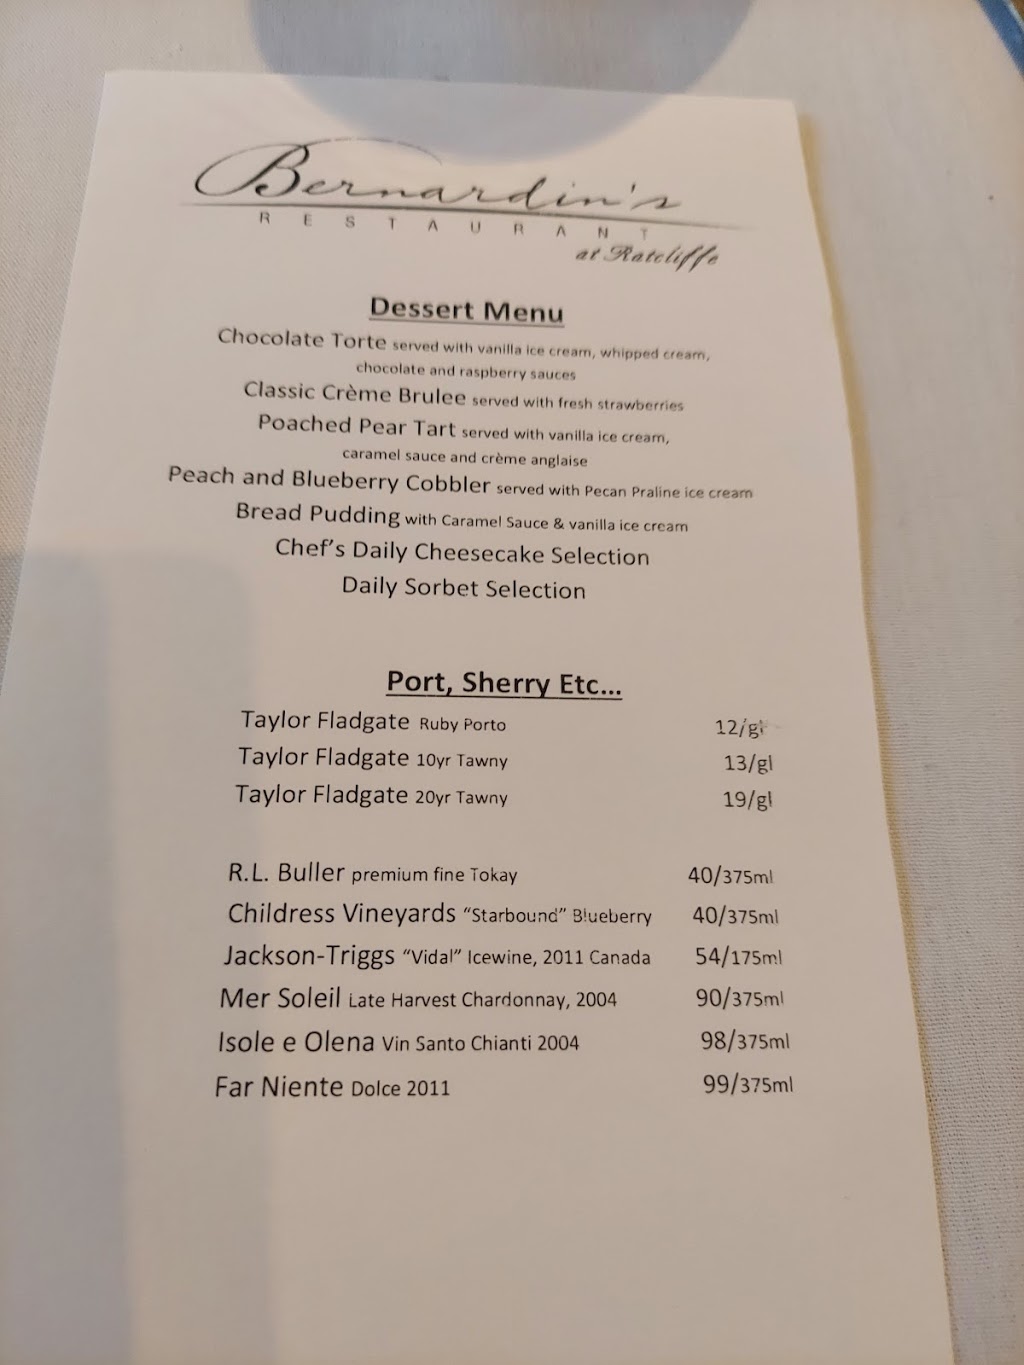 Bernardin's
RESTAURANT
at Ratcliffe
Dessert Menu
Chocolate Torte served with vanilla ice cream, whipped cream,
chocolate and raspberry sauces
Classic Crème Brulee served with fresh strawberries
Poached Pear Tart served with vanilla ice cream,
caramel sauce and crème anglaise
Peach and Blueberry Cobbler served with Pecan Praline ice cream
Bread Pudding with Caramel Sauce & vanilla ice cream
Chef's Daily Cheesecake Selection
Daily Sorbet Selection
Port, Sherry Etc...
Taylor Fladgate Ruby Porto 12/gl
Taylor Fladgate 10yr Tawny 13/gl
Taylor Fladgate 20yr Tawny 19/gl
R.L. Buller premium fine Tokay 40/375ml
Childress Vineyards "Starbound" Blueberry 40/375ml
Jackson-Triggs "Vidal" Icewine, 2011 Canada 54/175ml
Mer Soleil Late Harvest Chardonnay, 2004 90/375ml
Isole e Olena Vin Santo Chianti 2004 98/375ml
Far Niente Dolce 2011 99/375ml